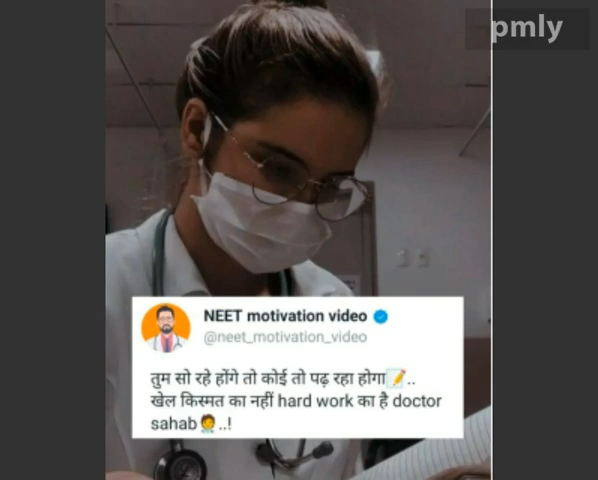 pmly
NEET motivation video
@neet_motivation_video
तुम सो रहे होंगे तो कोई तो पढ़ रहा होगा📝..
खेल किस्मत का नहीं hard work का है doctor
sahab🧑‍⚕️..!